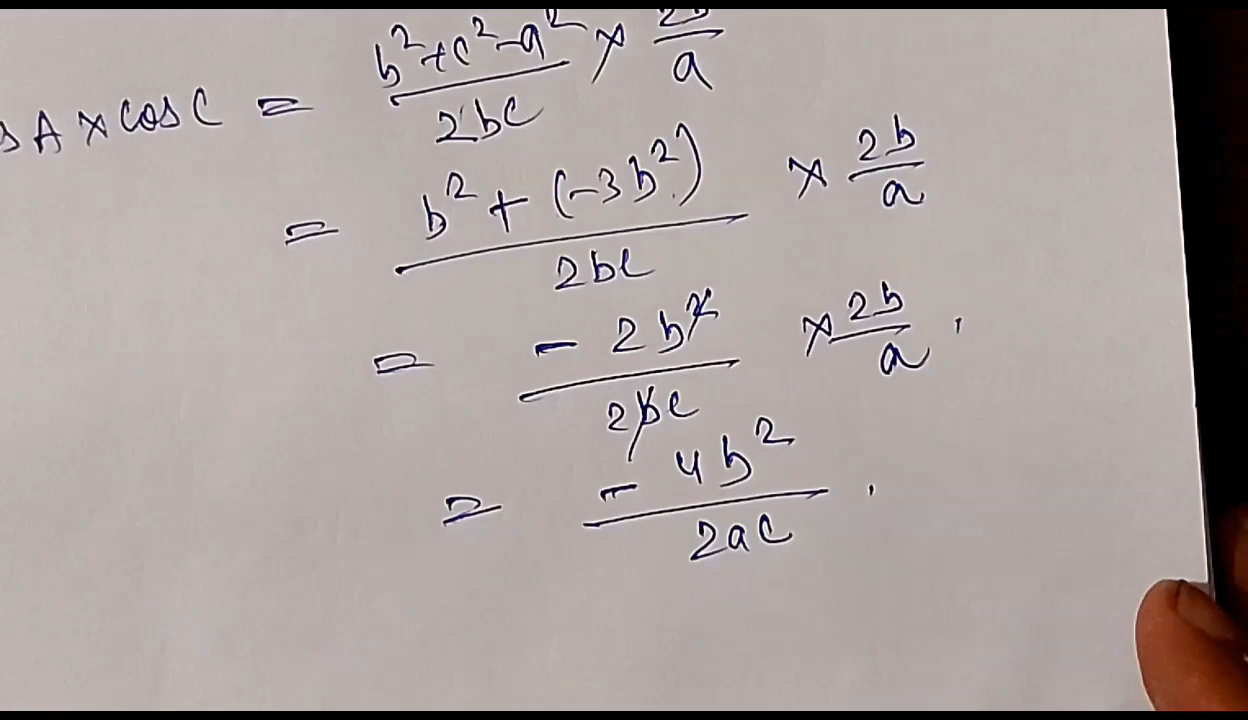 A × cos C = b² + c² - a² / 2bc × 2b / a
= b² + (-3b²) / 2bc × 2b / a
= - 2b² / 2bc × 2b / a .
= - 4b² / 2ac .